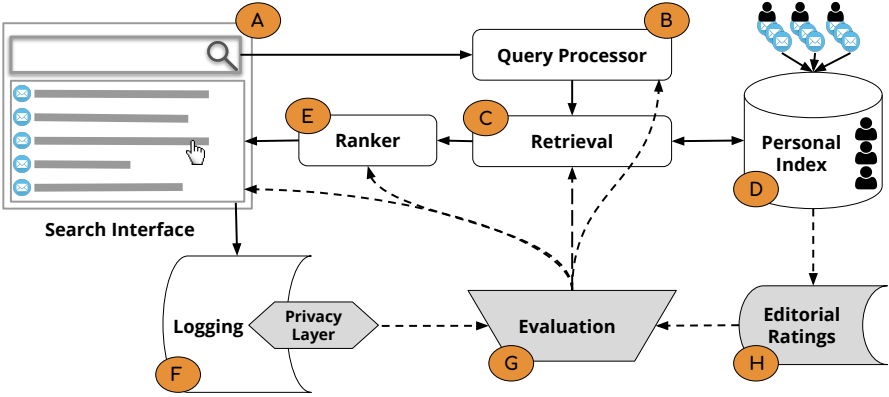 A
B
Query Processor
E
Ranker
C
Retrieval
Personal
Index
D
Search Interface
Logging
Privacy
Layer
F
Evaluation
G
Editorial
Ratings
H